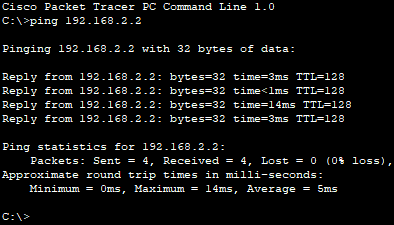 Cisco Packet Tracer PC Command Line 1.0
C:\>ping 192.168.2.2
Pinging 192.168.2.2 with 32 bytes of data:
Reply from 192.168.2.2: bytes=32 time=3ms TTL=128
Reply from 192.168.2.2: bytes=32 time<1ms TTL=128
Reply from 192.168.2.2: bytes=32 time=14ms TTL=128
Reply from 192.168.2.2: bytes=32 time=3ms TTL=128
Ping statistics for 192.168.2.2:
    Packets: Sent = 4, Received = 4, Lost = 0 (0% loss),
Approximate round trip times in milli-seconds:
    Minimum = 0ms, Maximum = 14ms, Average = 5ms
C:\>